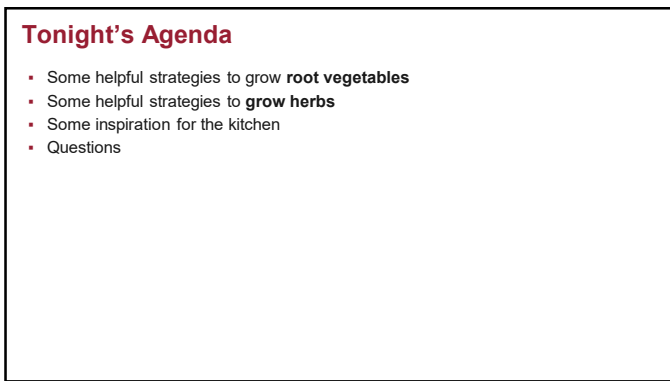 Tonight's Agenda
▪ Some helpful strategies to grow root vegetables
▪ Some helpful strategies to grow herbs
▪ Some inspiration for the kitchen
▪ Questions